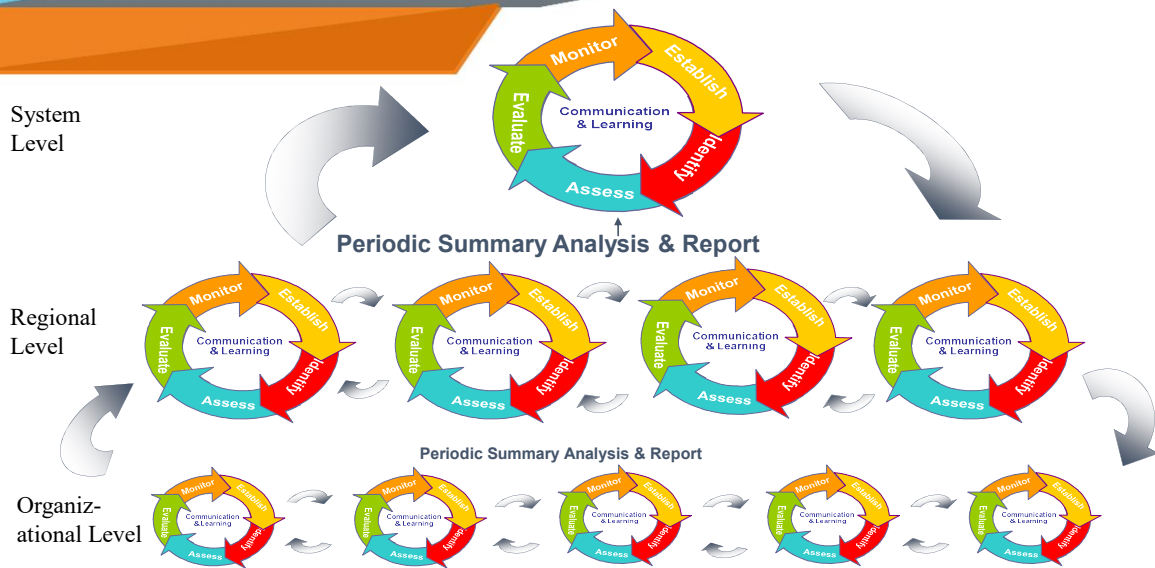 System
Level
Monitor
Establish
Evaluate
Communication
& Learning
Identify
Assess
Periodic Summary Analysis & Report
Regional
Level
Monitor
Establish
Evaluate
Communication
& Learning
Identify
Assess
Monitor
Establish
Evaluate
Communication
& Learning
Identify
Assess
Monitor
Establish
Evaluate
Communication
& Learning
Identify
Assess
Monitor
Establish
Evaluate
Communication
& Learning
Identify
Assess
Periodic Summary Analysis & Report
Organiz-
ational Level
Monitor
Establish
Evaluate
Communication
& Learning
Identify
Assess
Monitor
Establish
Evaluate
Communication
& Learning
Identify
Assess
Monitor
Establish
Evaluate
Communication
& Learning
Identify
Assess
Monitor
Establish
Evaluate
Communication
& Learning
Identify
Assess
Monitor
Establish
Evaluate
Communication
& Learning
Identify
Assess